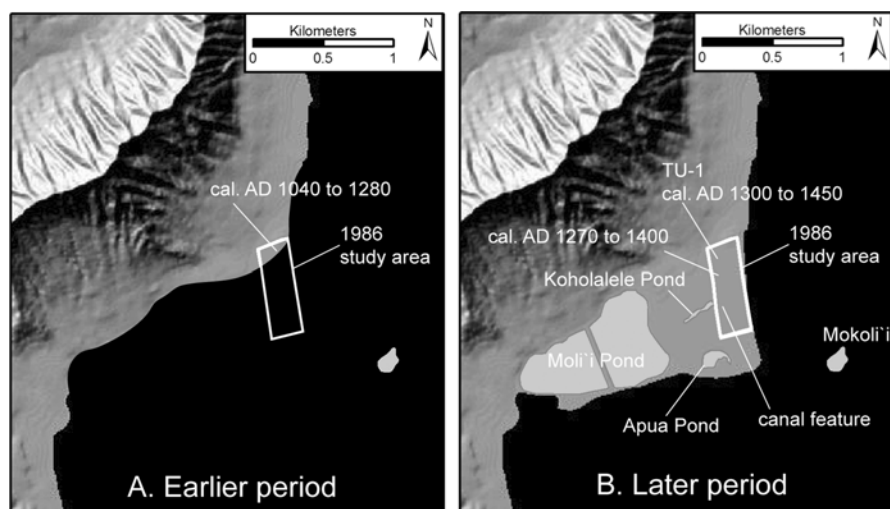 Kilometers
0 0.5 1
N
cal. AD 1040 to 1280
1986
study area
A. Earlier period
Kilometers
0 0.5 1
N
TU-1
cal. AD 1300 to 1450
cal. AD 1270 to 1400
1986
study area
Koholalele Pond
Mokoli`i
Moli`i Pond
Apua Pond
canal feature
B. Later period